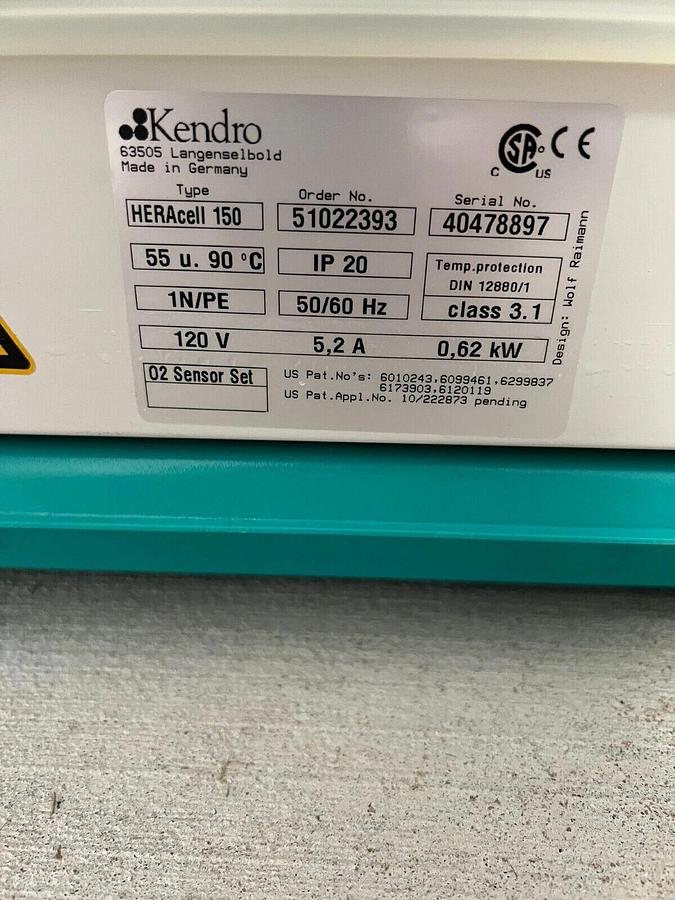 Kendro
63505 Langenselbold
Made in Germany
SA
C US
CE
Type Order No. Serial No.
HERAcell 150 51022393 40478897
55 u. 90 °C IP 20 Temp.protection
DIN 12880/1
1N/PE 50/60 Hz class 3.1
120 V 5,2 A 0,62 kW
O2 Sensor Set US Pat.No's: 6010243,6099461,6299837
6173903,6120119
US Pat.Appl.No. 10/222873 pending
Design: Wolf Raimann